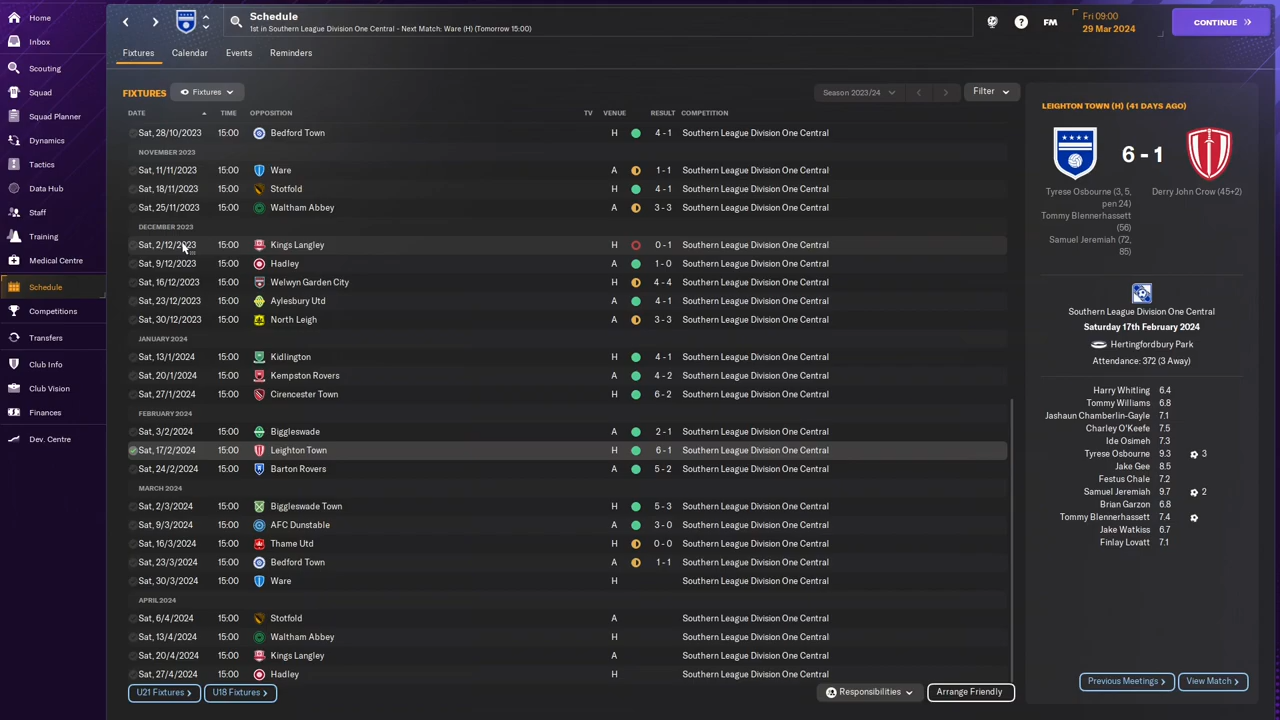 Home
Inbox
Scouting
Squad
Squad Planner
Dynamics
Tactics
Data Hub
Staff
Training
Medical Centre
Schedule
Competitions
Transfers
Club Info
Club Vision
Finances
Dev. Centre
Schedule
1st in Southern League Division One Central - Next Match: Ware (H) (Tomorrow 15:00)
?
FM
Fri 09:00
29 Mar 2024
CONTINUE
Fixtures Calendar Events Reminders
FIXTURES Fixtures Season 2023/24 Filter
DATE TIME OPPOSITION TV VENUE RESULT COMPETITION
Sat, 28/10/2023 15:00 Bedford Town H 4 - 1 Southern League Division One Central
NOVEMBER 2023
Sat, 11/11/2023 15:00 Ware A 1 - 1 Southern League Division One Central
Sat, 18/11/2023 15:00 Stotfold H 4 - 1 Southern League Division One Central
Sat, 25/11/2023 15:00 Waltham Abbey A 3 - 3 Southern League Division One Central
DECEMBER 2023
Sat, 2/12/2023 15:00 Kings Langley H 0 - 1 Southern League Division One Central
Sat, 9/12/2023 15:00 Hadley A 1 - 0 Southern League Division One Central
Sat, 16/12/2023 15:00 Welwyn Garden City H 4 - 4 Southern League Division One Central
Sat, 23/12/2023 15:00 Aylesbury Utd A 4 - 1 Southern League Division One Central
Sat, 30/12/2023 15:00 North Leigh A 3 - 3 Southern League Division One Central
JANUARY 2024
Sat, 13/1/2024 15:00 Kidlington H 4 - 1 Southern League Division One Central
Sat, 20/1/2024 15:00 Kempston Rovers A 4 - 2 Southern League Division One Central
Sat, 27/1/2024 15:00 Cirencester Town H 6 - 2 Southern League Division One Central
FEBRUARY 2024
Sat, 3/2/2024 15:00 Biggleswade A 2 - 1 Southern League Division One Central
Sat, 17/2/2024 15:00 Leighton Town H 6 - 1 Southern League Division One Central
Sat, 24/2/2024 15:00 Barton Rovers A 5 - 2 Southern League Division One Central
MARCH 2024
Sat, 2/3/2024 15:00 Biggleswade Town H 5 - 3 Southern League Division One Central
Sat, 9/3/2024 15:00 AFC Dunstable A 3 - 0 Southern League Division One Central
Sat, 16/3/2024 15:00 Thame Utd H 0 - 0 Southern League Division One Central
Sat, 23/3/2024 15:00 Bedford Town A 1 - 1 Southern League Division One Central
Sat, 30/3/2024 15:00 Ware H Southern League Division One Central
APRIL 2024
Sat, 6/4/2024 15:00 Stotfold A Southern League Division One Central
Sat, 13/4/2024 15:00 Waltham Abbey H Southern League Division One Central
Sat, 20/4/2024 15:00 Kings Langley A Southern League Division One Central
Sat, 27/4/2024 15:00 Hadley H Southern League Division One Central
U21 Fixtures > U18 Fixtures > Responsibilities Arrange Friendly
LEIGHTON TOWN (H) (41 DAYS AGO)
6 - 1
Tyrese Osbourne (3, 5,
pen 24)
Tommy Blennerhassett
(56)
Samuel Jeremiah (72,
85)
Derry John Crow (45+2)
Southern League Division One Central
Saturday 17th February 2024
Hertingfordbury Park
Attendance: 372 (3 Away)
Harry Whitling 6.4
Tommy Williams 6.8
Jashaun Chamberlin-Gayle 7.1
Charley O'Keefe 7.5
Ide Osimeh 7.3
Tyrese Osbourne 9.3 3
Jake Gee 8.5
Festus Chale 7.2
Samuel Jeremiah 9.7 2
Brian Garzon 6.8
Tommy Blennerhassett 7.4
Jake Watkiss 6.7
Finlay Lovatt 7.1
Previous Meetings > View Match >